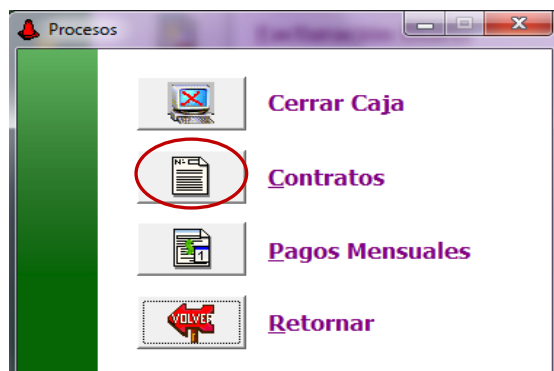 Procesos
Cerrar Caja
Contratos
Pagos Mensuales
VOLVER
Retornar